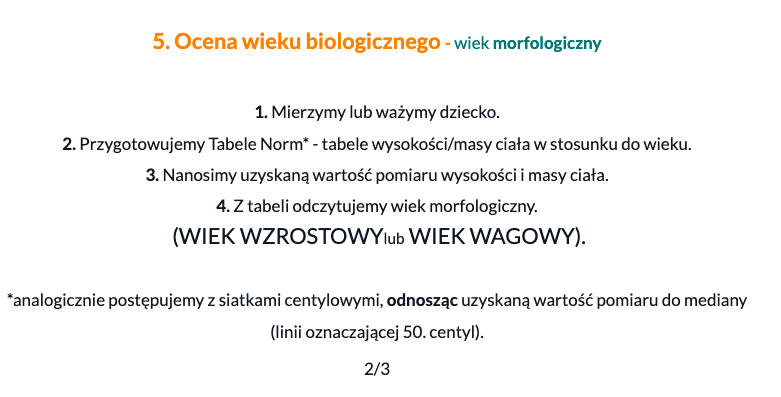 5. Ocena wieku biologicznego - wiek morfologiczny
1. Mierzymy lub ważymy dziecko.
2. Przygotowujemy Tabele Norm* - tabele wysokości/masy ciała w stosunku do wieku.
3. Nanosimy uzyskaną wartość pomiaru wysokości i masy ciała.
4. Z tabeli odczytujemy wiek morfologiczny.
(WIEK WZROSTOWYlub WIEK WAGOWY).
*analogicznie postępujemy z siatkami centylowymi, odnosząc uzyskaną wartość pomiaru do mediany
(linii oznaczającej 50. centyl).
2/3